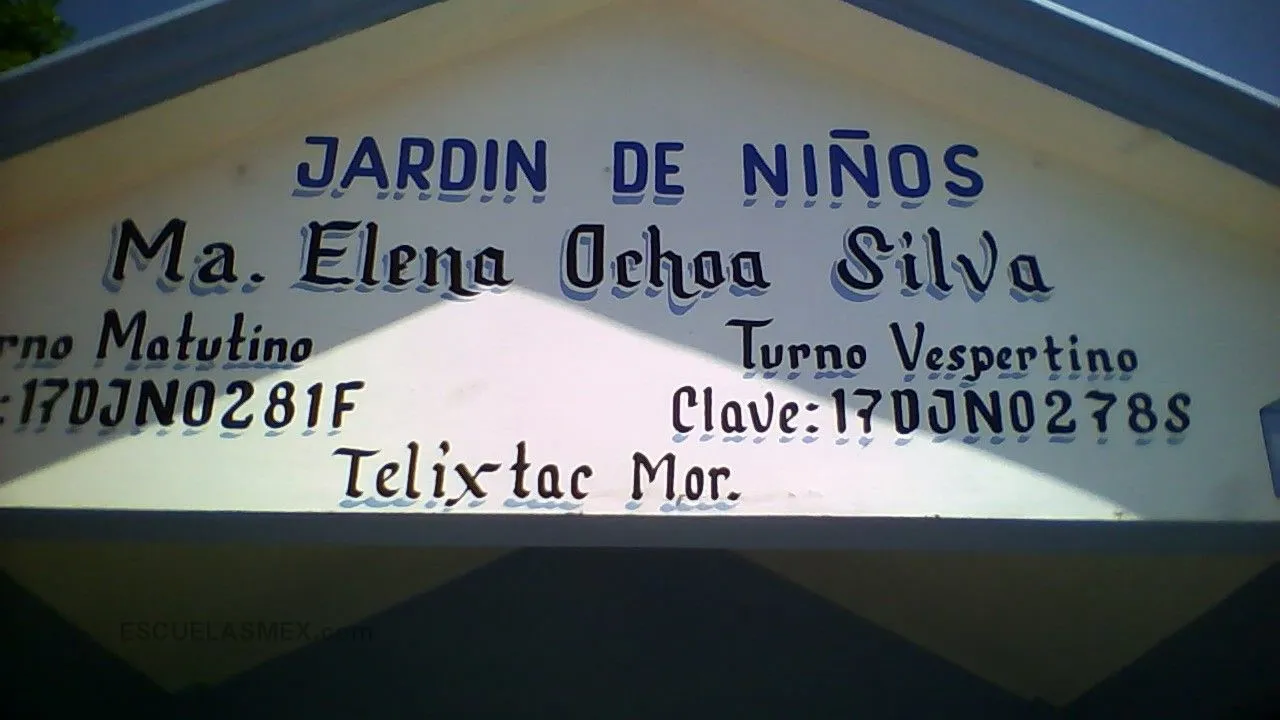 JARDIN DE NIÑOS
Ma. Elena Ochoa Silva
rno Matutino
Turno Vespertino
:17DJN0281F
Clave:17DJN0278S
Telixtac Mor.
ESCUELASMEX.com